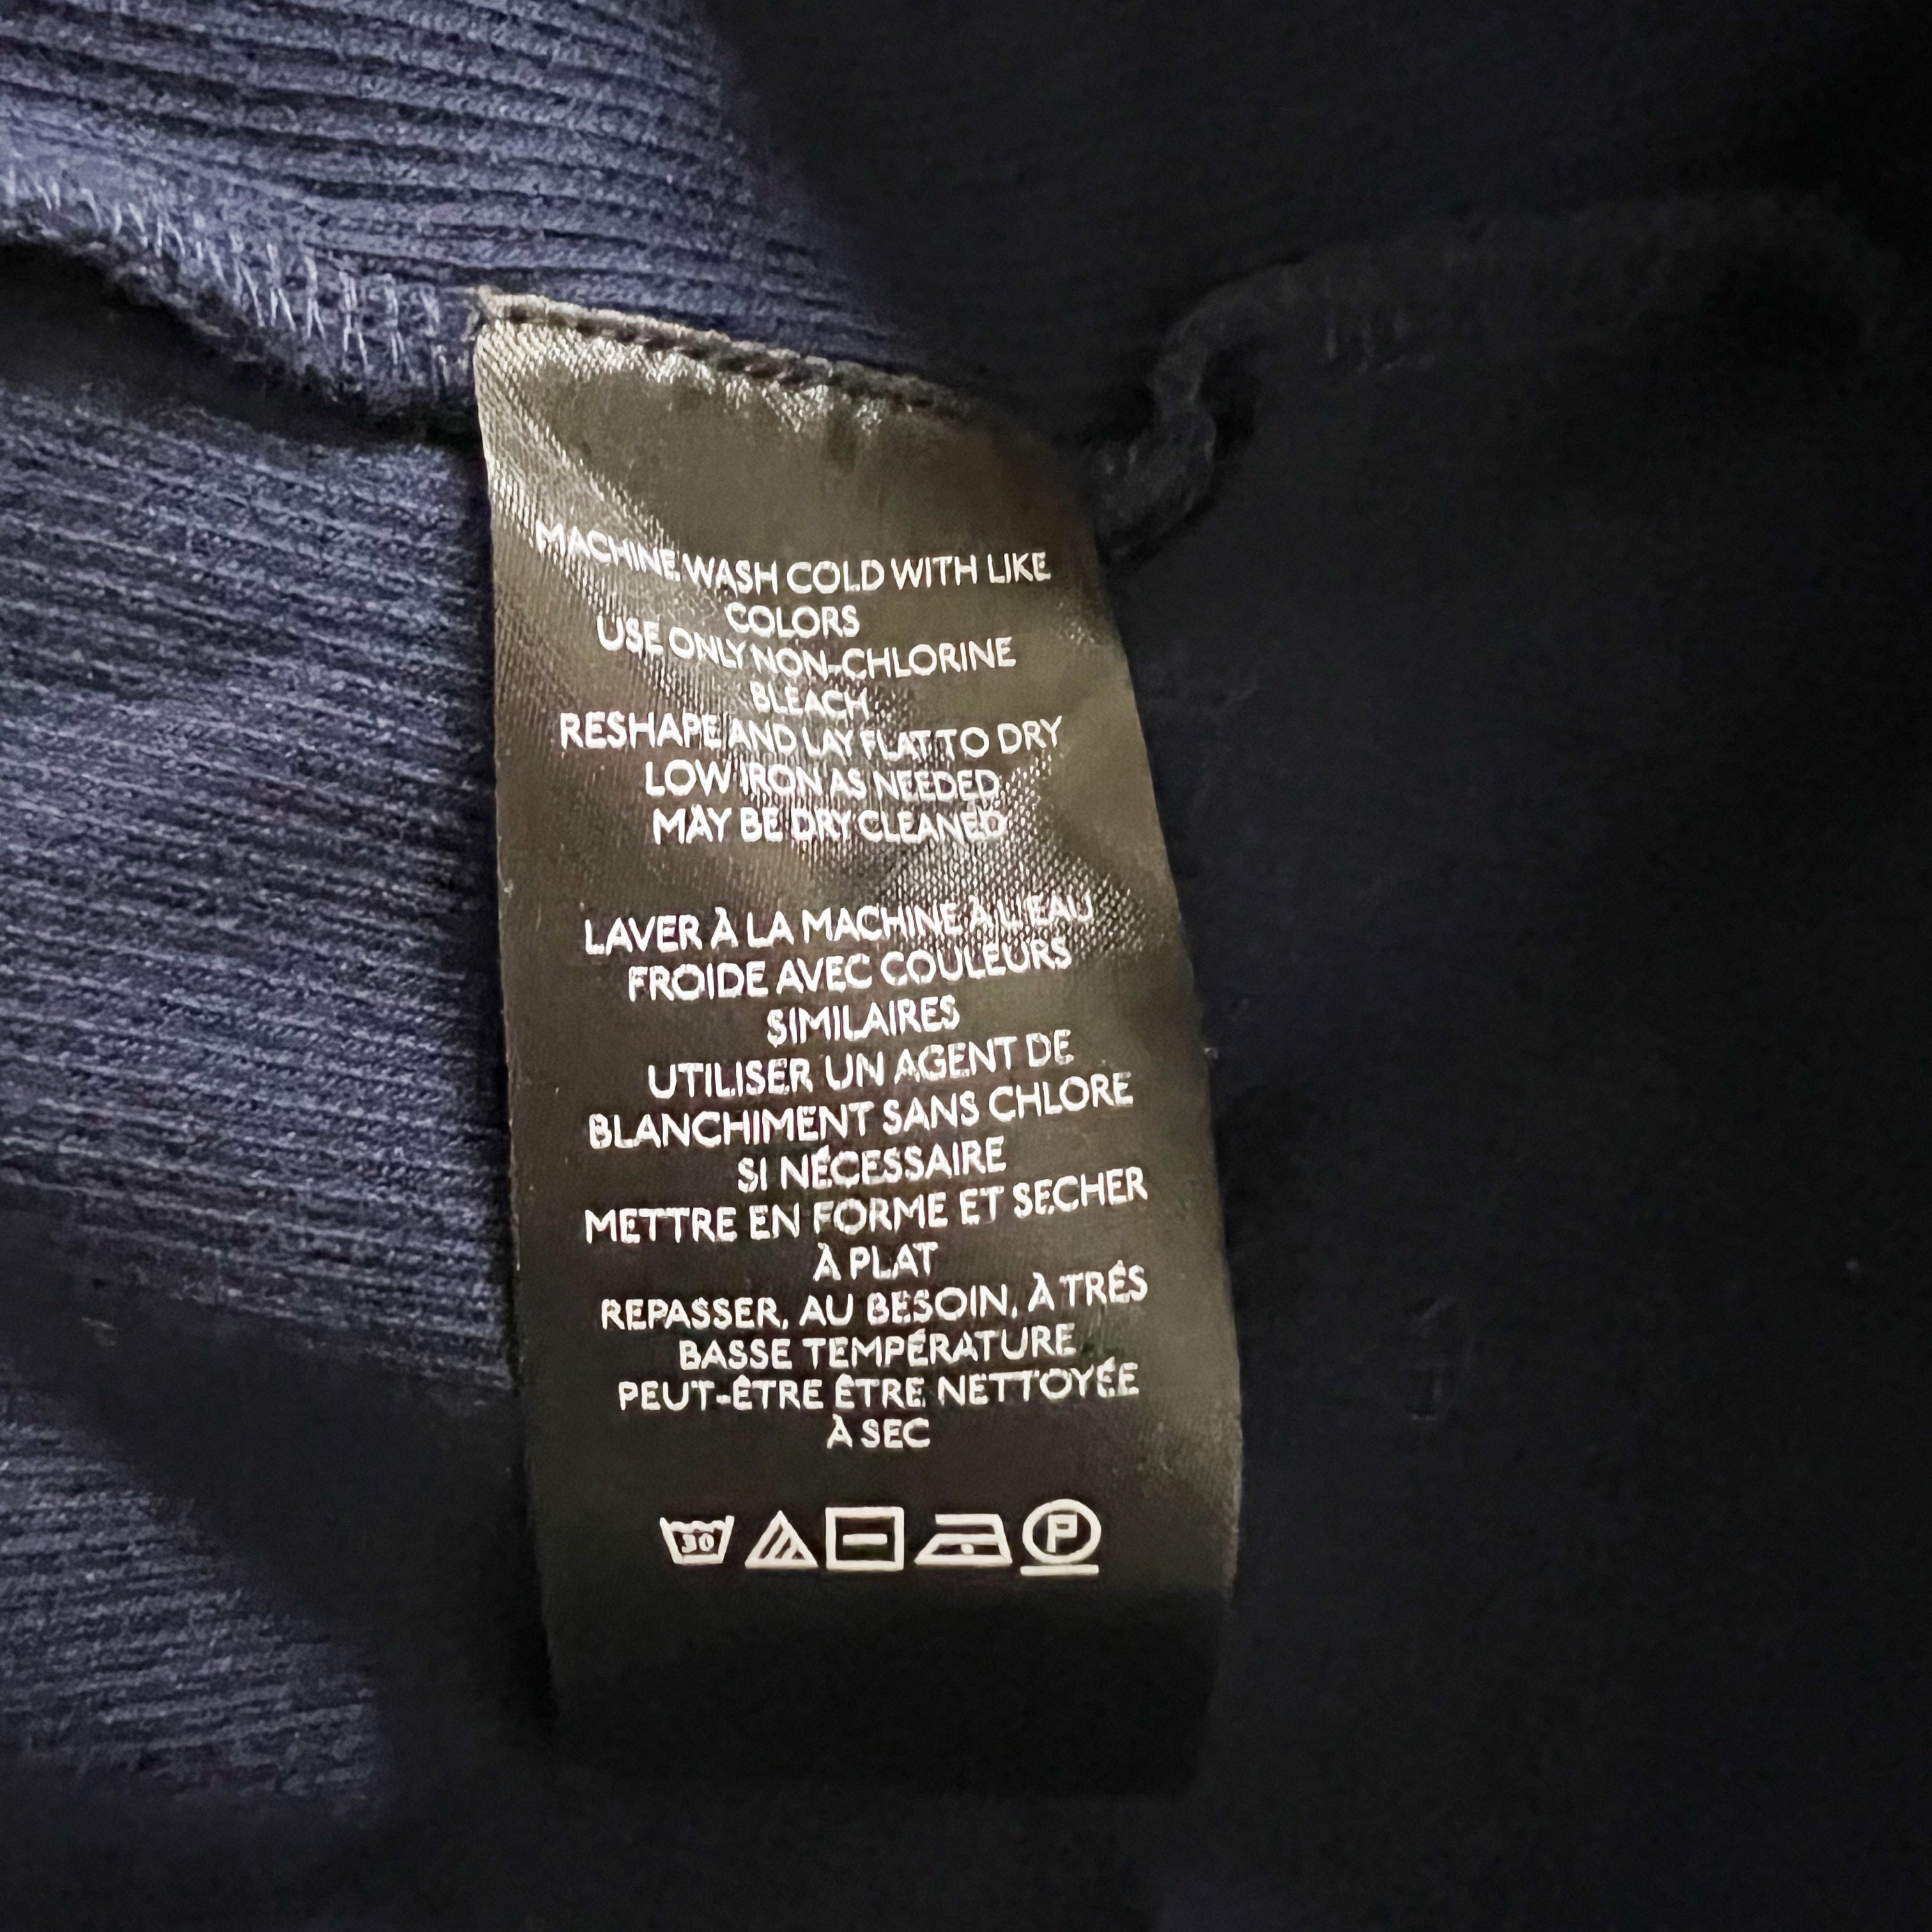 MACHINE WASH COLD WITH LIKE
COLORS
USE ONLY NON-CHLORINE
BLEACH
RESHAPE AND LAY FLAT TO DRY
LOW IRON AS NEEDED
MAY BE DRY CLEANED
LAVER À LA MACHINE À L'EAU
FROIDE AVEC COULEURS
SIMILAIRES
UTILISER UN AGENT DE
BLANCHIMENT SANS CHLORE
SI NÉCESSAIRE
METTRE EN FORME ET SECHER
À PLAT
REPASSER, AU BESOIN, À TRÉS
BASSE TEMPÉRATURE
PEUT-ÊTRE ÊTRE NETTOYÉE
À SEC
30 P